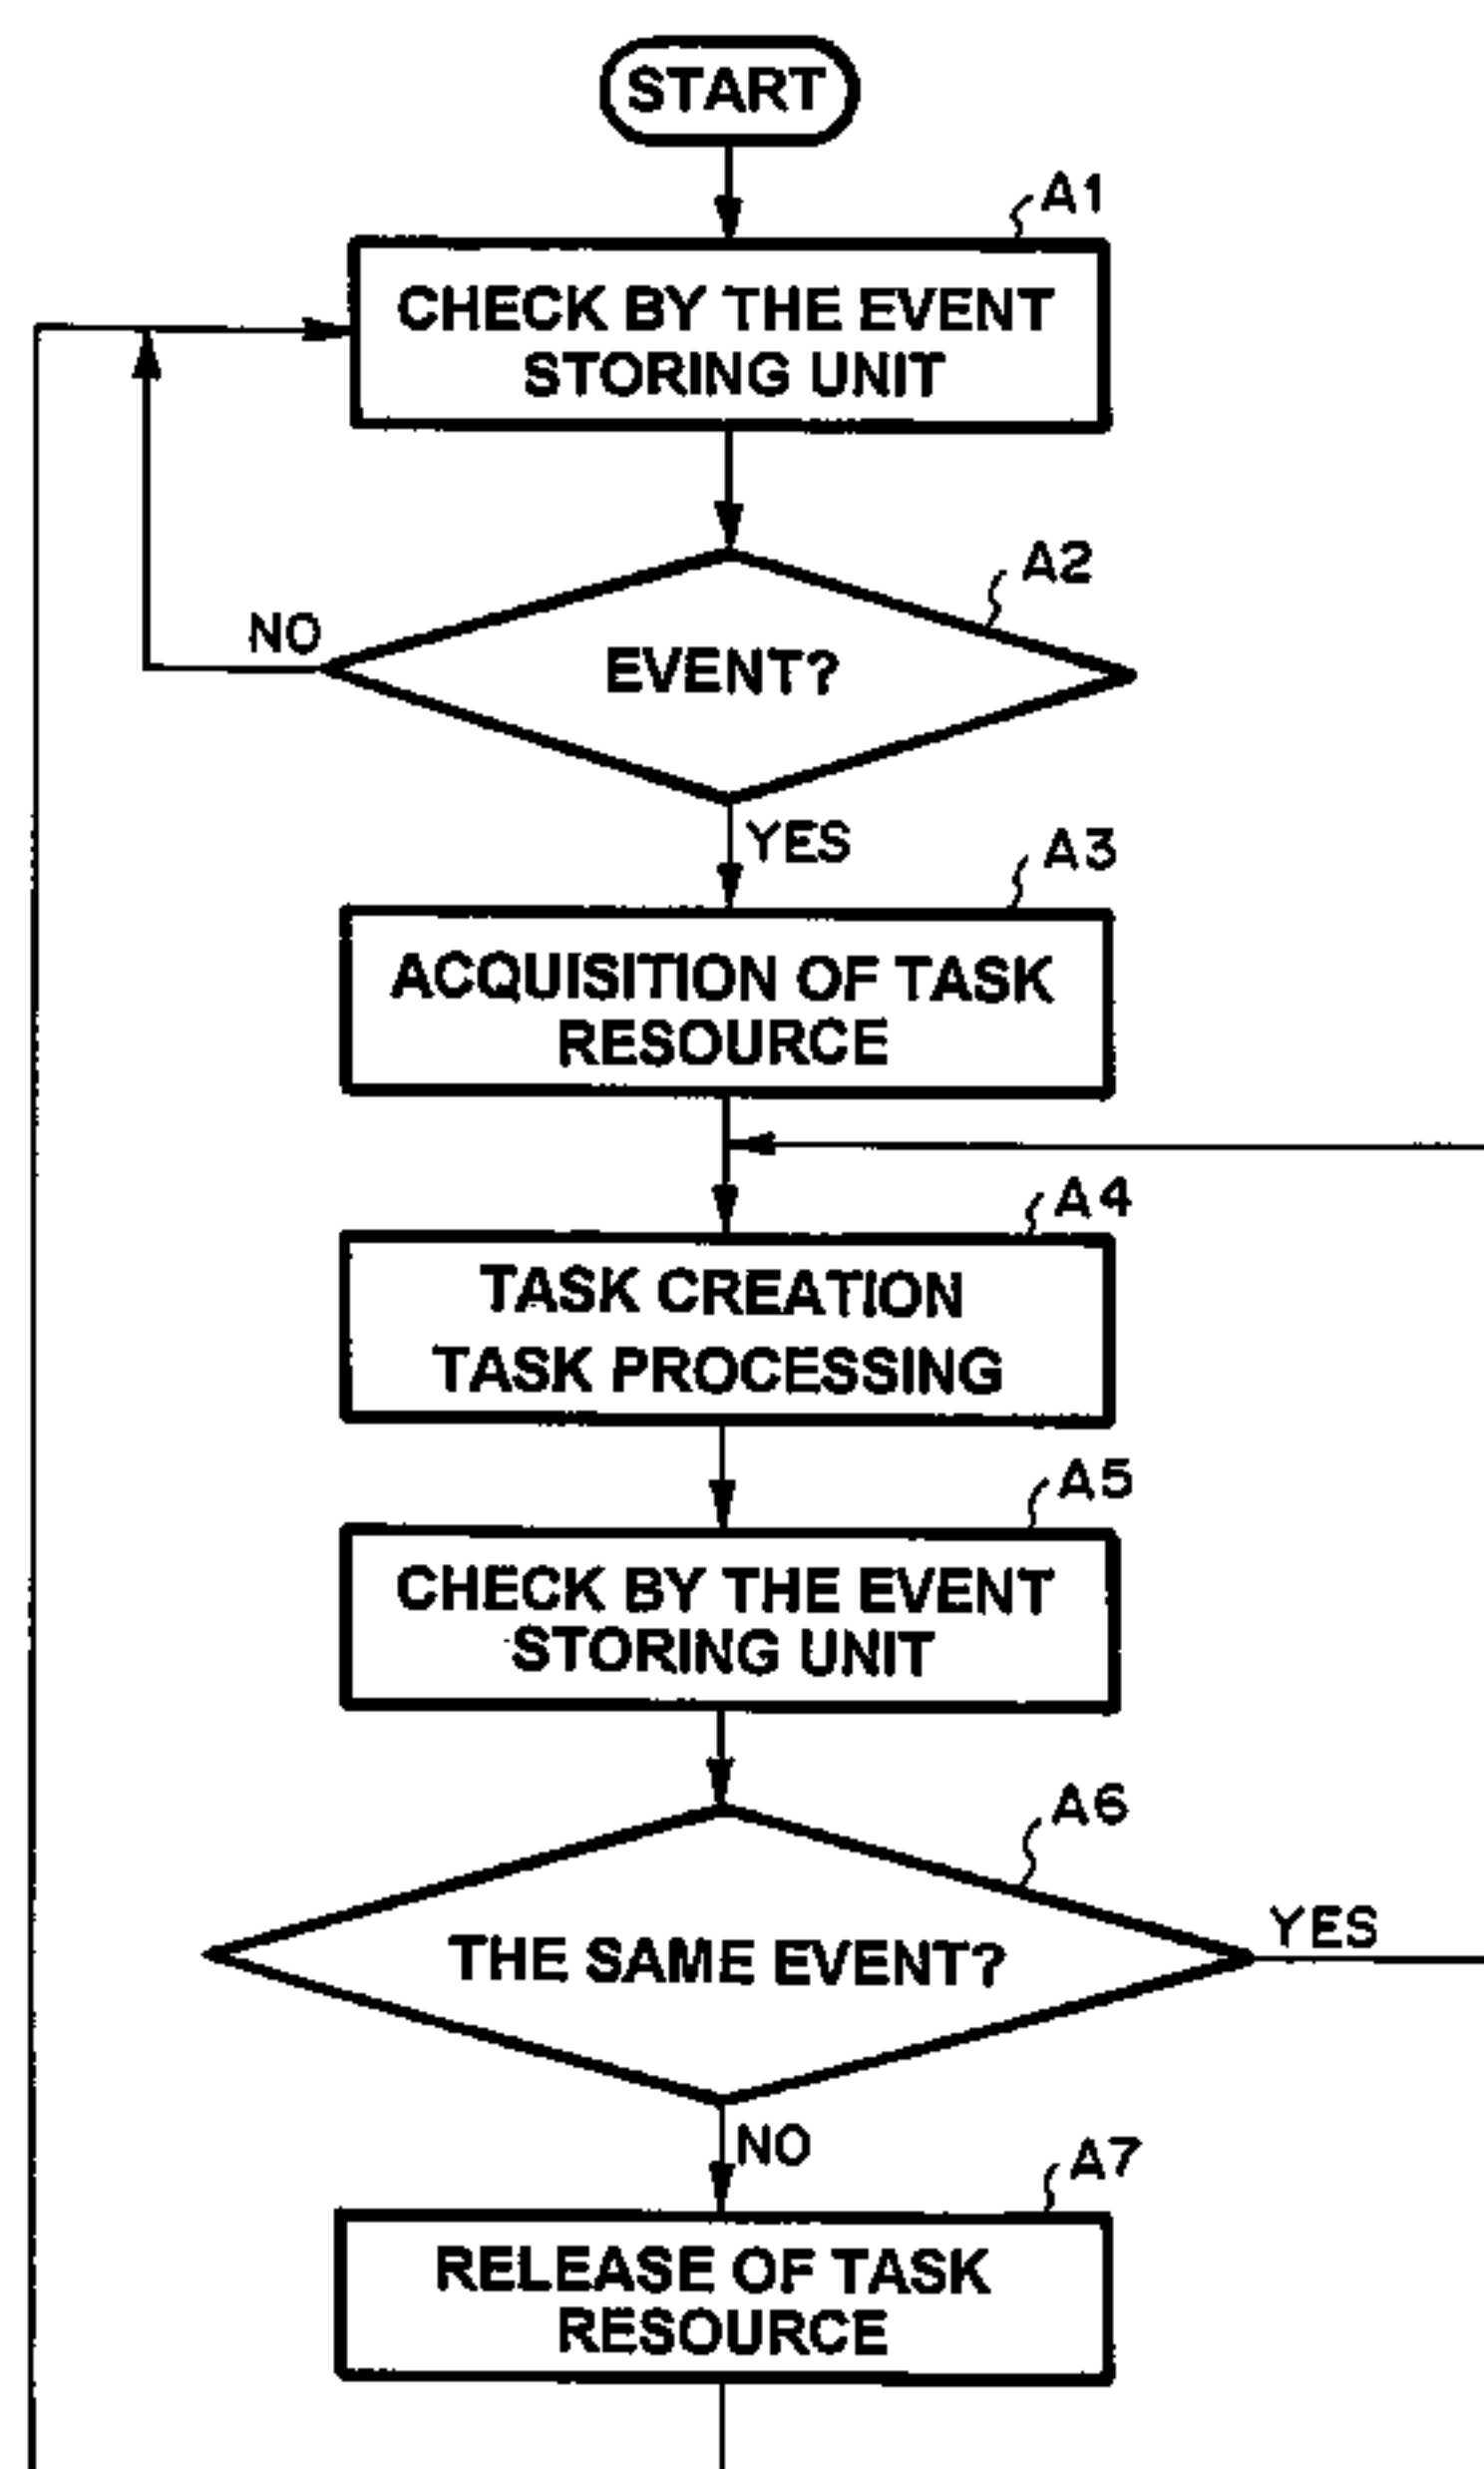 START
A1
CHECK BY THE EVENT
STORING UNIT
A2
NO
EVENT?
YES
A3
ACQUISITION OF TASK
RESOURCE
A4
TASK CREATION
TASK PROCESSING
A5
CHECK BY THE EVENT
STORING UNIT
A6
YES
THE SAME EVENT?
NO
A7
RELEASE OF TASK
RESOURCE